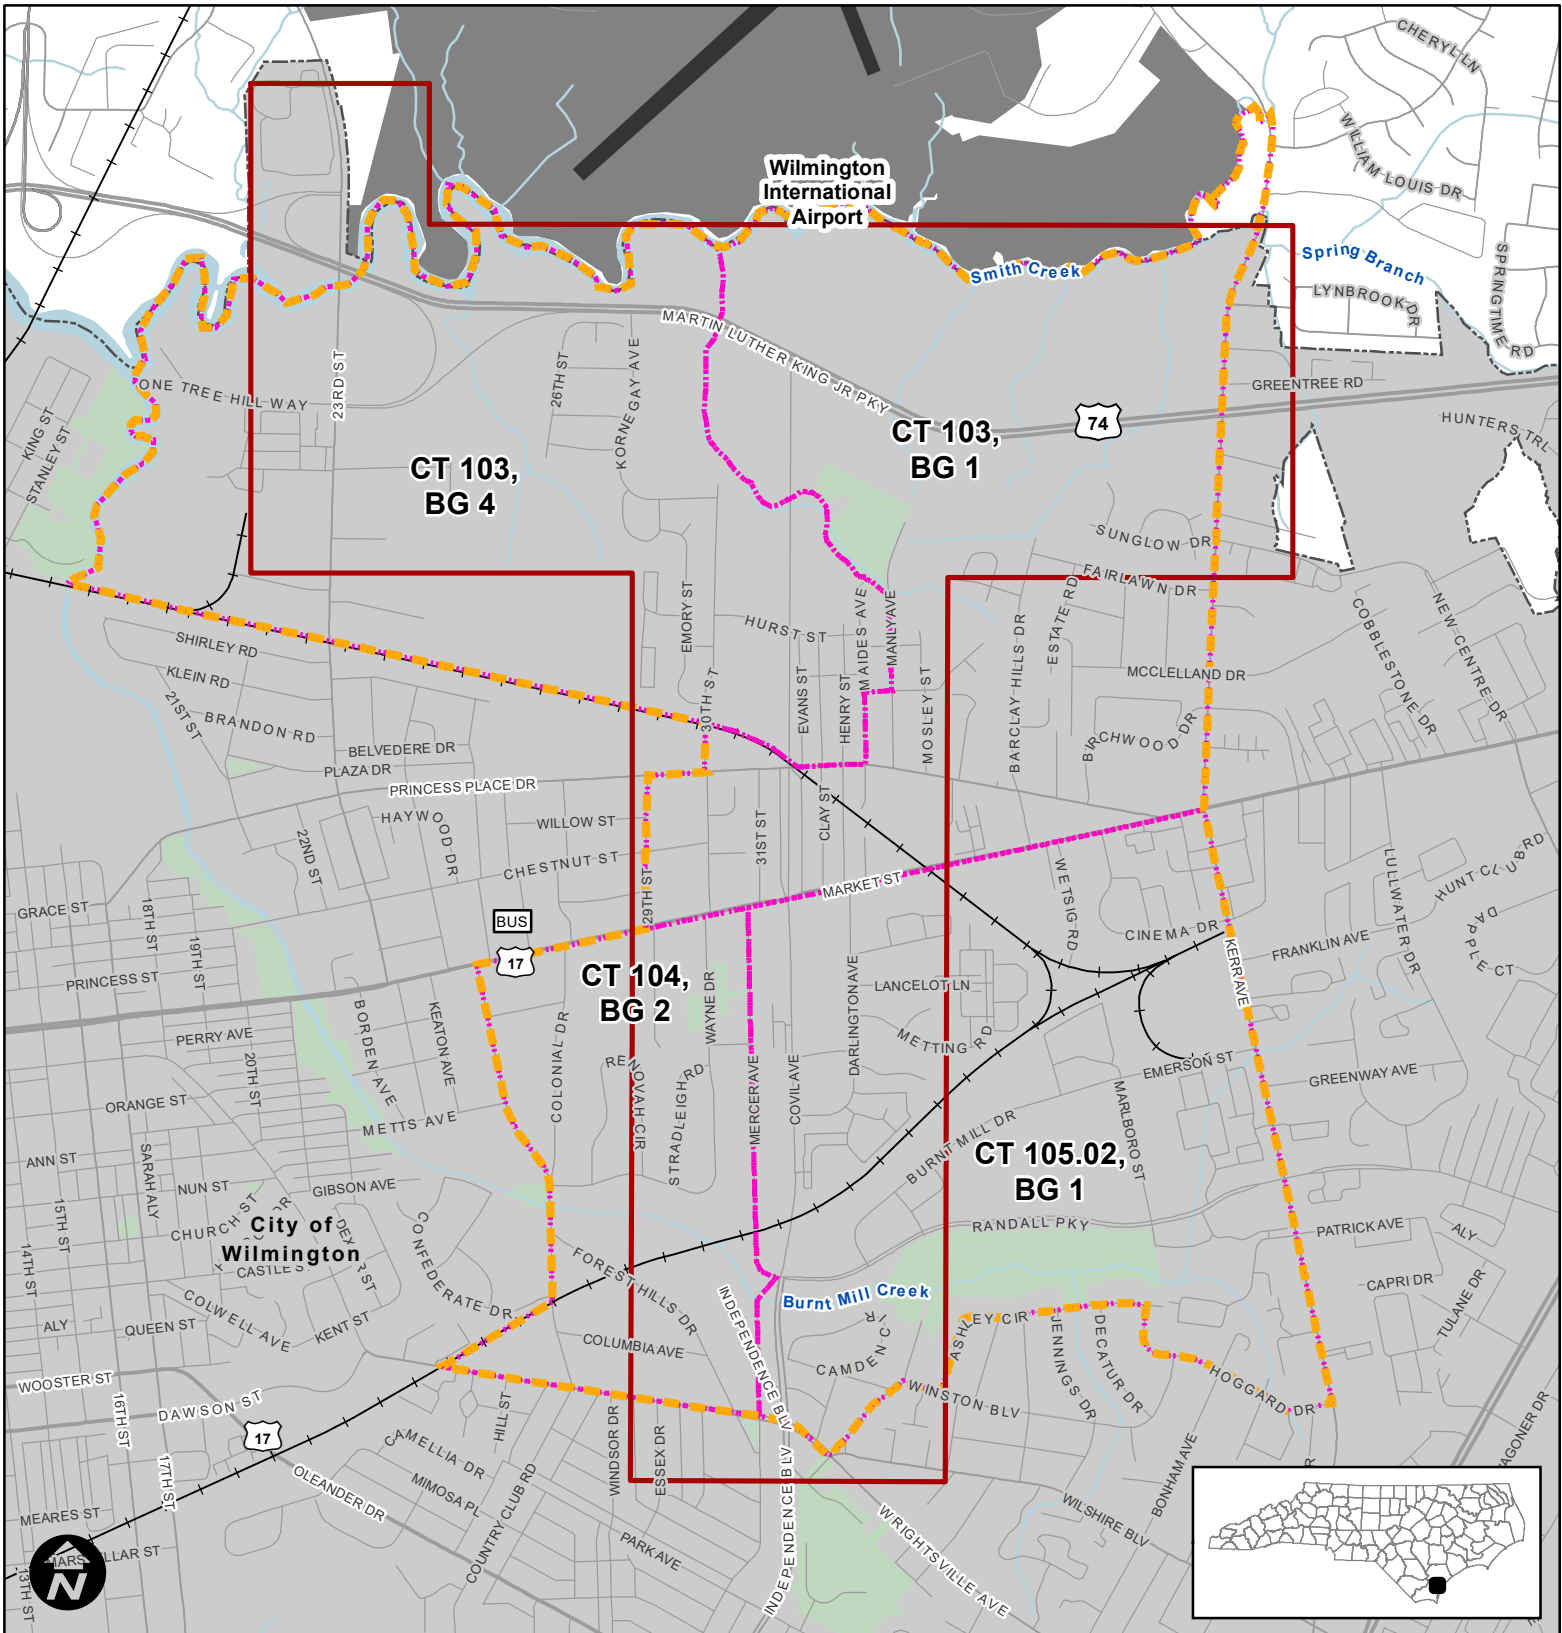 CHERYL LN
WILLIAM LOUIS DR
Wilmington
International
Airport
Smith Creek
Spring Branch
LYNBROOK DR
SPRINGTIME RD
MARTIN LUTHER KING JR PKY
23RD ST
26TH ST
KORNEGAY AVE
ONE TREE HILL WAY
KING ST
STANLEY ST
GREENTREE RD
74
HUNTERS TRL
CT 103,
BG 4
CT 103,
BG 1
SUNGLOW DR
FAIRLAWN DR
EMORY ST
HURST ST
MAIDES AVE
MANLY AVE
ESTATE RD
BARCLAY HILLS DR
COBBLESTONE DR
NEW CENTRE DR
SHIRLEY RD
KLEIN RD
21ST ST
BRANDON RD
BELVEDERE DR
PLAZA DR
PRINCESS PLACE DR
30TH ST
EVANS ST
HENRY ST
MOSLEY ST
MCCLELLAND DR
BIRCHWOOD DR
HAYWOOD DR
WILLOW ST
CHESTNUT ST
22ND ST
31ST ST
CLAY ST
29TH ST
MARKET ST
WETSIG RD
LULLWATER DR
HUNT CLUB RD
DAPPLE CT
GRACE ST
18TH ST
19TH ST
PRINCESS ST
BUS
17
CINEMA DR
KERR AVE
FRANKLIN AVE
CT 104,
BG 2
WAYNE DR
DARLINGTON AVE
LANCELOT LN
METTING RD
PERRY AVE
BORDEN AVE
KEATON AVE
COLONIAL DR
RENOVAH CIR
STRADLEIGH RD
MERCER AVE
COVIL AVE
EMERSON ST
GREENWAY AVE
20TH ST
ORANGE ST
METTS AVE
MARLBORO ST
BURNT MILL DR
CT 105.02,
BG 1
ANN ST
SARAH ALY
NUN ST
GIBSON AVE
15TH ST
14TH ST
CHURCH ST
City of
Wilmington
DEXTER ST
CASTLE S
CONFEDERATE DR
RANDALL PKY
PATRICK AVE
ALY
FOREST HILLS DR
INDEPENDENCE BLV
Burnt Mill Creek
CAPRI DR
TULANE DR
COLWELL AVE
KENT ST
ALY
QUEEN ST
COLUMBIA AVE
CAMDEN CIR
ASHLEY CIR
JENNINGS DR
DECATUR DR
HOGGARD DR
WOOSTER ST
DAWSON ST
16TH ST
17
17TH ST
HILL ST
WINSTON BLV
WINDSOR DR
ESSEX DR
CAMELLIA DR
MIMOSA PL
COUNTRY CLUB RD
OLEANDER DR
PARK AVE
INDEPENDENCE BLV
WRIGHTSVILLE AVE
WILSHIRE BLV
BONHAM AVE
WAGONER DR
MEARES ST
13TH ST
N